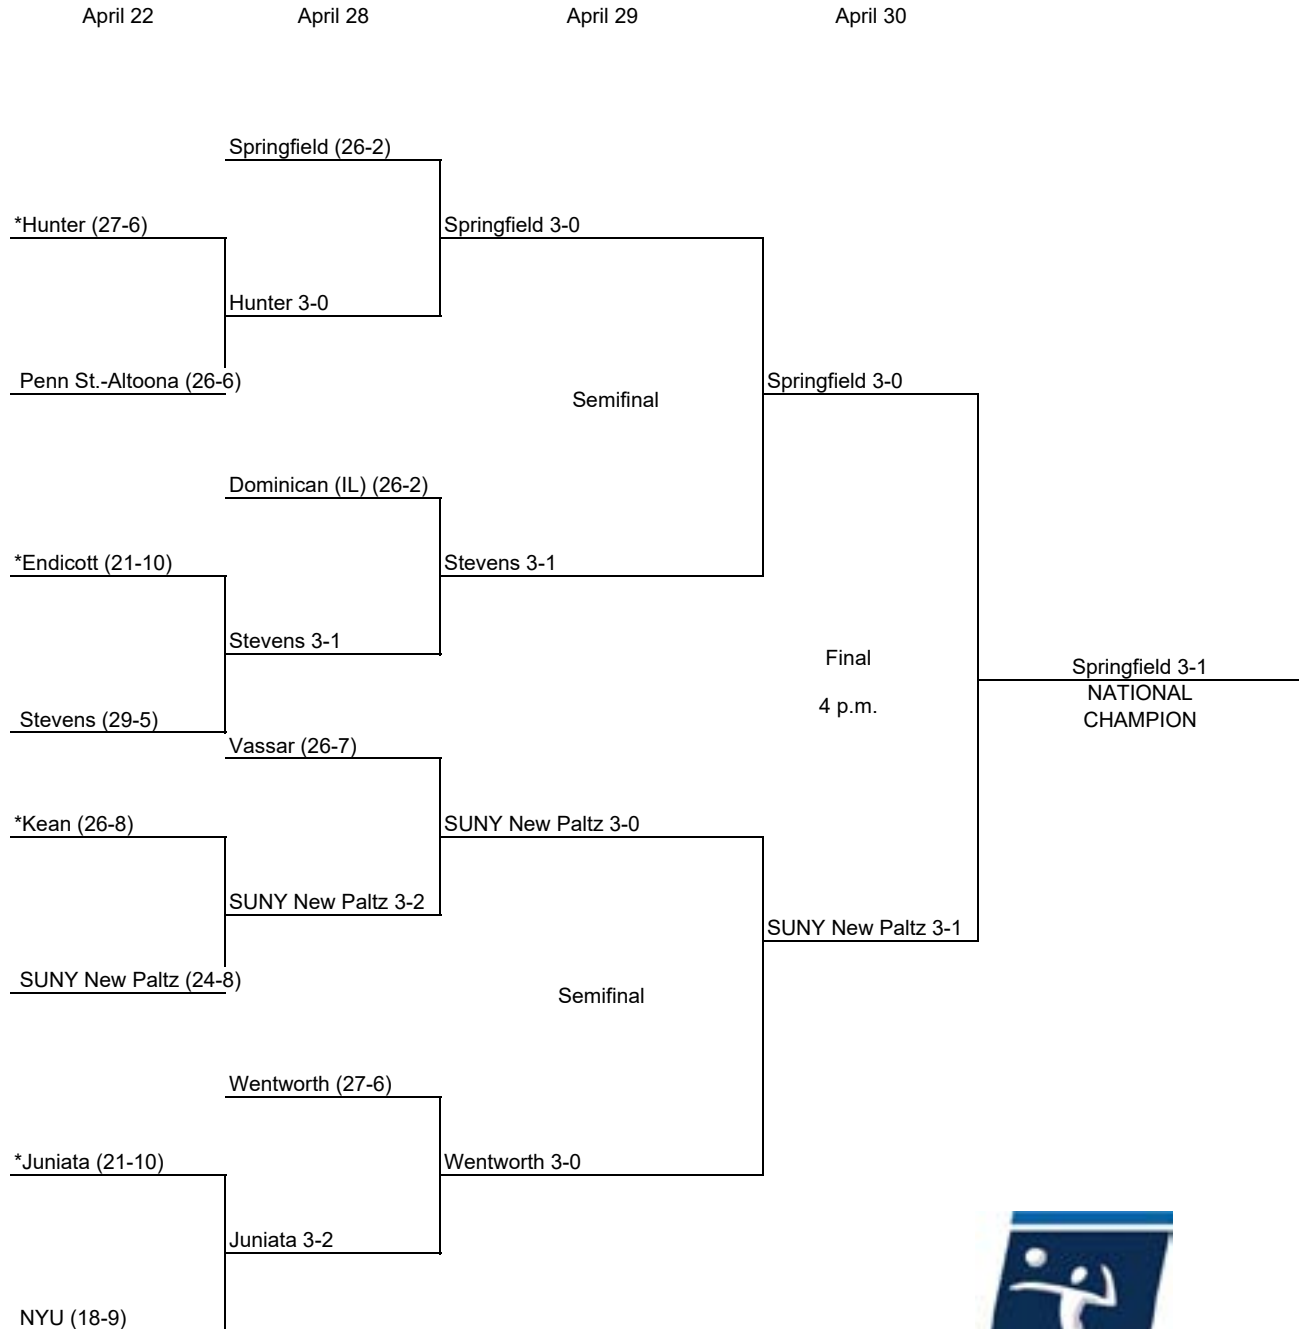 April 22 April 28 April 29 April 30
Springfield (26-2)
*Hunter (27-6) Springfield 3-0
Hunter 3-0
Penn St.-Altoona (26-6) Springfield 3-0
Semifinal
Dominican (IL) (26-2)
*Endicott (21-10) Stevens 3-1
Stevens 3-1
Final
Springfield 3-1
NATIONAL
4 p.m.
CHAMPION
Stevens (29-5)
Vassar (26-7)
*Kean (26-8) SUNY New Paltz 3-0
SUNY New Paltz 3-2
SUNY New Paltz 3-1
SUNY New Paltz (24-8)
Semifinal
Wentworth (27-6)
*Juniata (21-10) Wentworth 3-0
Juniata 3-2
NYU (18-9)